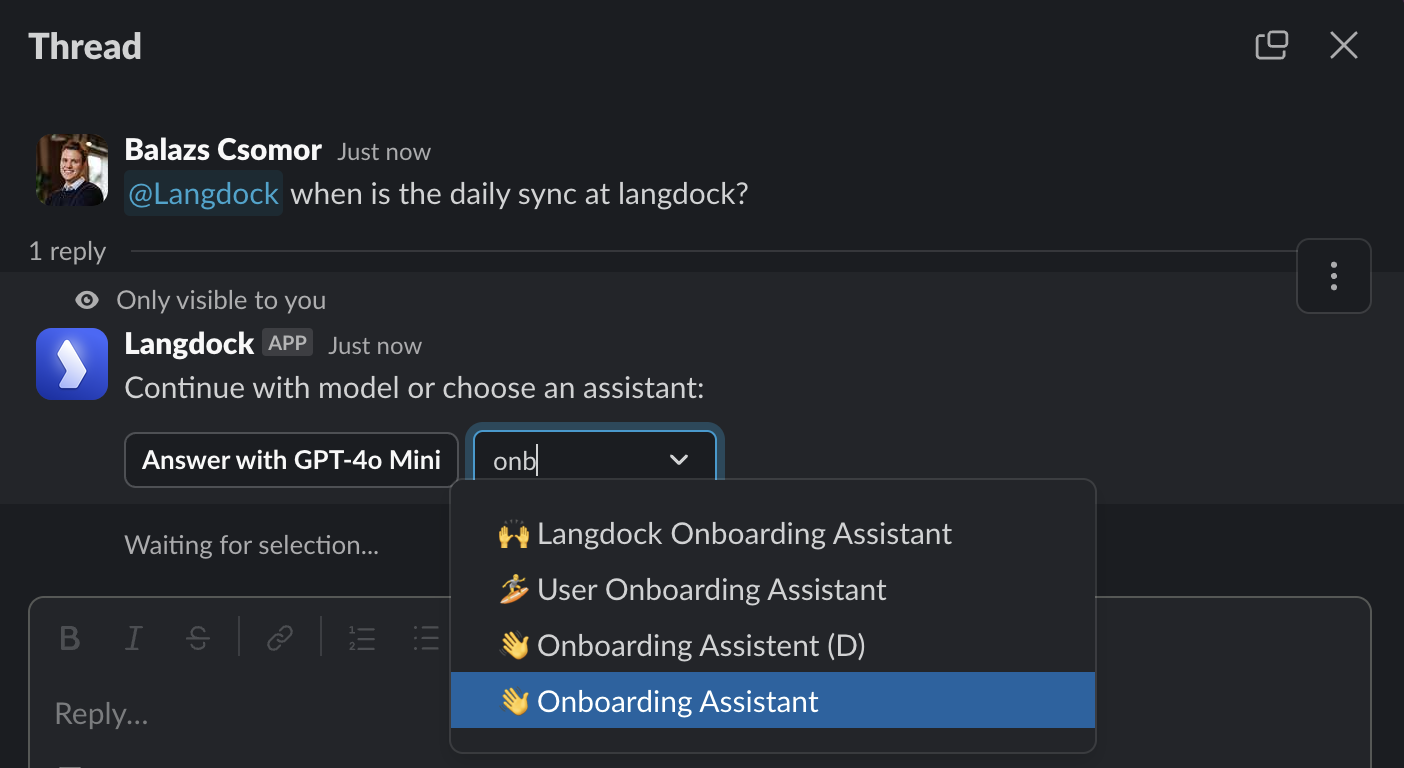 Thread
Balazs Csomor Just now
@Langdock when is the daily sync at langdock?
1 reply
Only visible to you
Langdock APP Just now
Continue with model or choose an assistant:
Answer with GPT-4o Mini onb
Langdock Onboarding Assistant
Waiting for selection...
User Onboarding Assistant
Onboarding Assistent (D)
Onboarding Assistant
Reply...